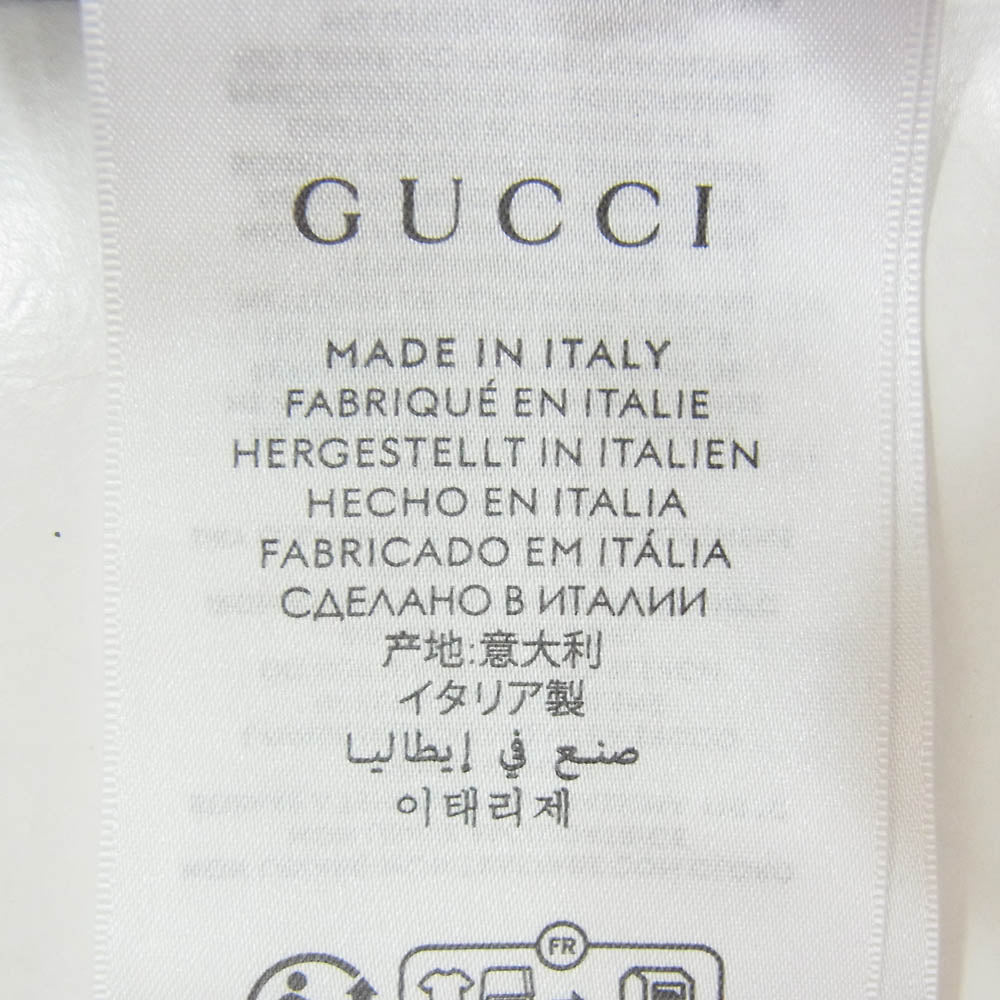 GUCCI
MADE IN ITALY
FABRIQUÉ EN ITALIE
HERGESTELLT IN ITALIEN
HECHO EN ITALIA
FABRICADO EM ITÁLIA
СДЕЛАНО В ИТАЛИИ
产地:意大利
イタリア製
صنع في إيطاليا
이태리제
FR